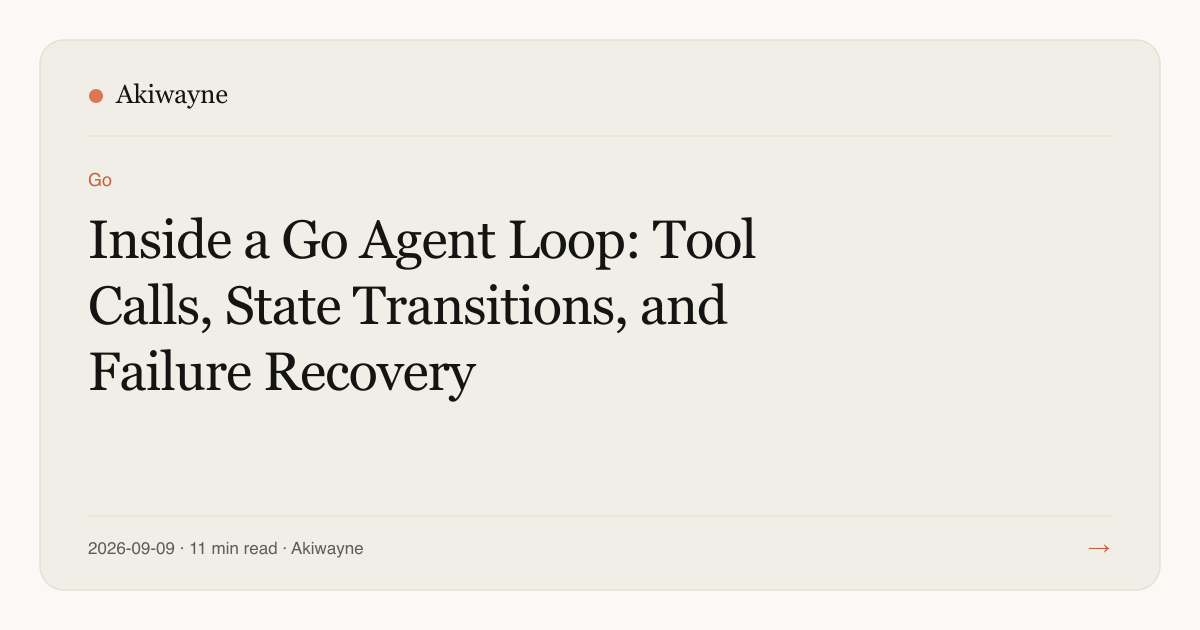 Akiwayne
Go
Inside a Go Agent Loop: Tool
Calls, State Transitions, and
Failure Recovery
2026-09-09 · 11 min read · Akiwayne
→